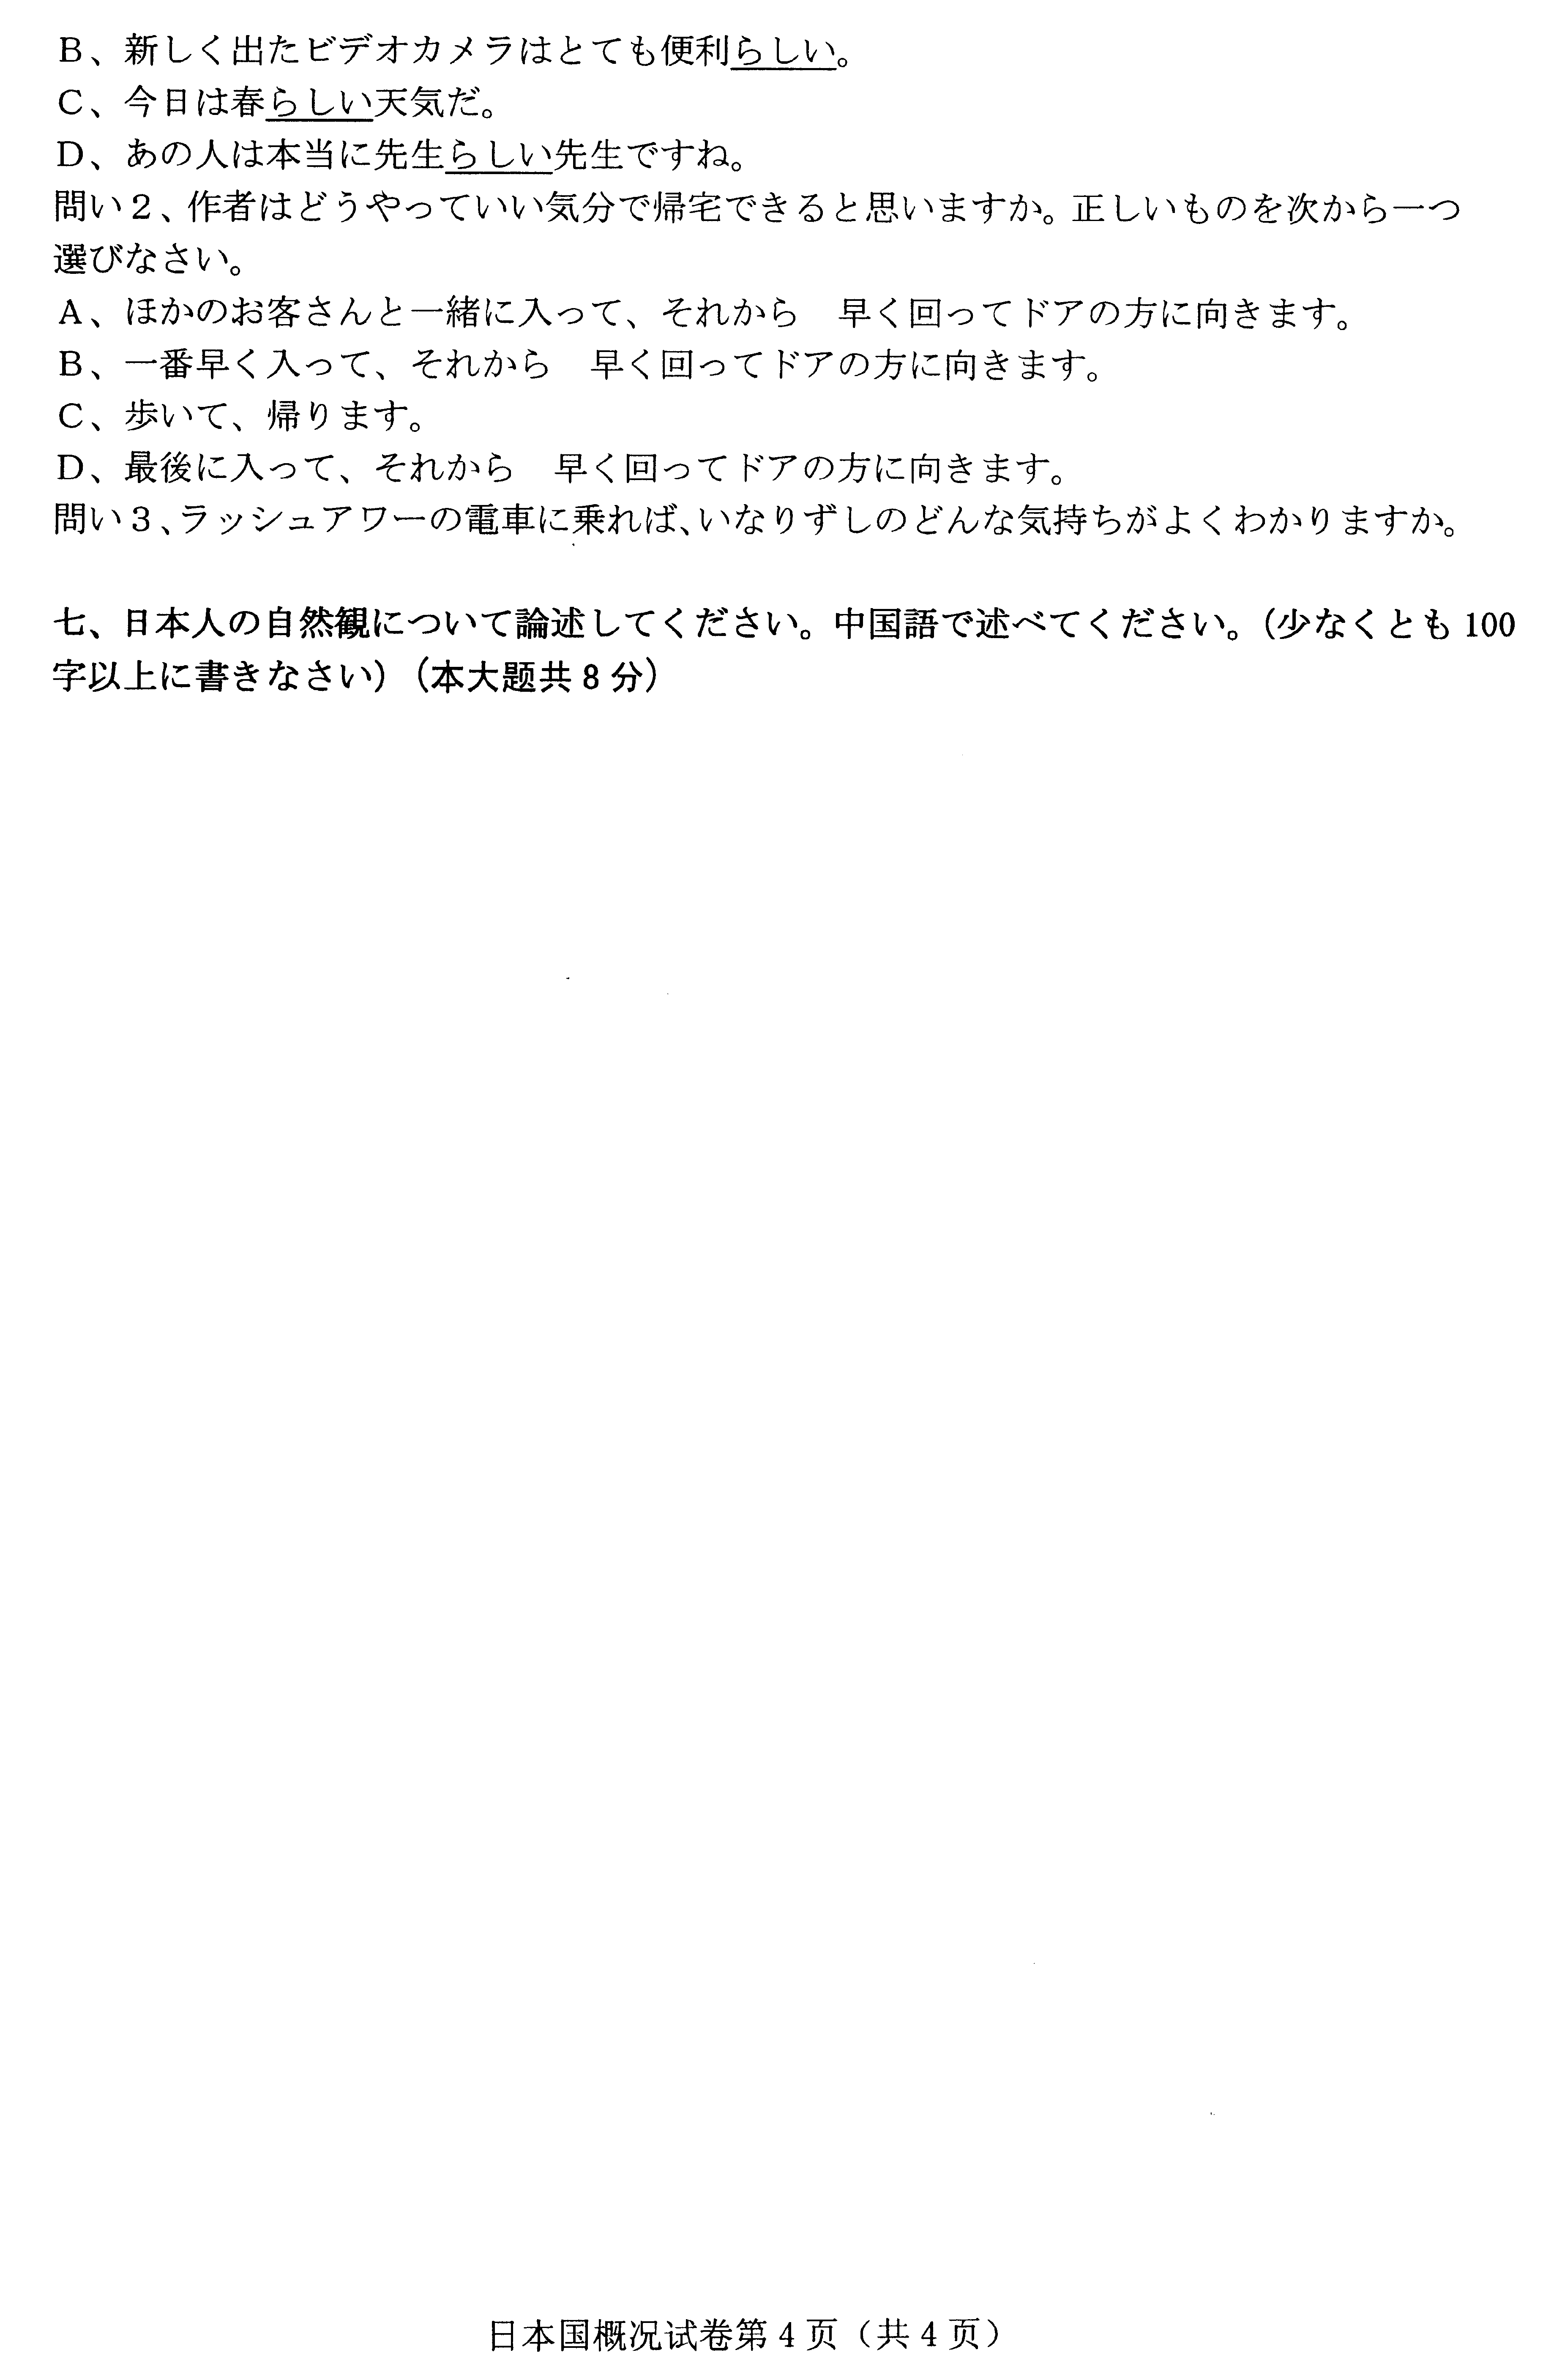 B、新しく出たビデオカメラはとても便利らしい。
C、今日は春らしい天気だ。
D、あの人は本当に先生らしい先生ですね。
問い２、作者はどうやっていい気分で帰宅できると思いますか。正しいものを次から一つ
選びなさい。
A、ほかのお客さんと一緒に入って、それから　早く回ってドアの方に向きます。
B、一番早く入って、それから　早く回ってドアの方に向きます。
C、歩いて、帰ります。
D、最後に入って、それから　早く回ってドアの方に向きます。
問い３、ラッシュアワーの電車に乗れば、いなりずしのどんな気持ちがよくわかりますか。
七、日本人の自然観について論述してください。中国語で述べてください。（少なくとも 100
字以上に書きなさい）（本大题共 8 分）
日本国概况试卷第 4 页（共 4 页）